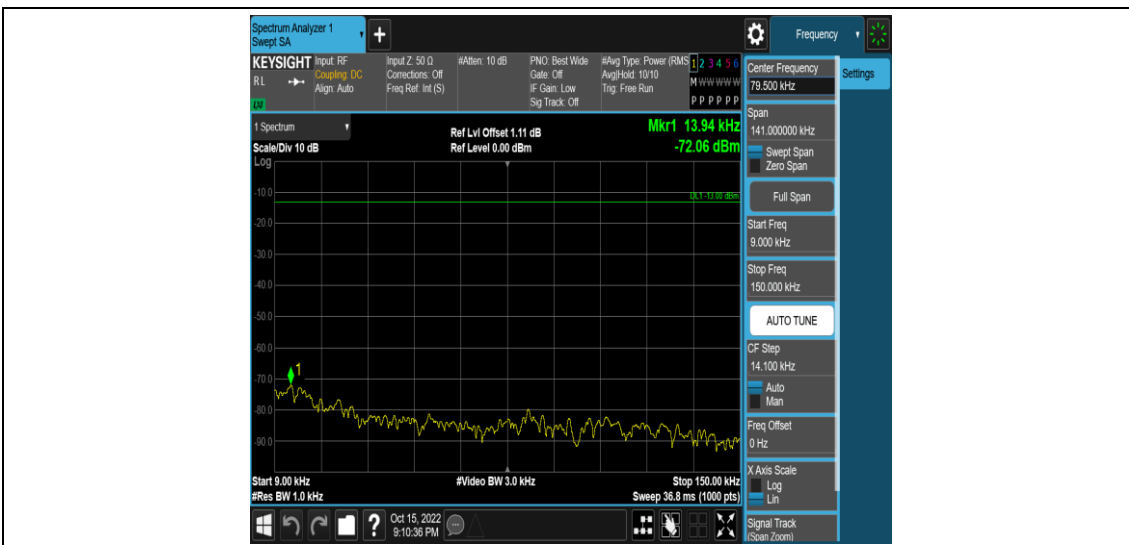 Spectrum Analyzer 1
Swept SA
+
Frequency
KEYSIGHT
RL
LW
Input: RF
Coupling: DC
Align: Auto
Input Z: 50 Ω
Corrections: Off
Freq Ref: Int (S)
#Atten: 10 dB
PNO: Best Wide
Gate: Off
IF Gain: Low
Sig Track: Off
#Avg Type: Power (RMS
Avg|Hold: 10/10
Trig: Free Run
1 2 3 4 5 6
M W W W W W
P P P P P P
1 Spectrum
Scale/Div 10 dB
Ref Lvl Offset 1.11 dB
Ref Level 0.00 dBm
Mkr1 13.94 kHz
-72.06 dBm
Log
DL1 -13.00 dBm
-10.0
-20.0
-30.0
-40.0
-50.0
-60.0
-70.0
-80.0
-90.0
1
Start 9.00 kHz
#Res BW 1.0 kHz
#Video BW 3.0 kHz
Stop 150.00 kHz
Sweep 36.8 ms (1000 pts)
Center Frequency
79.500 kHz
Settings
Span
141.000000 kHz
Swept Span
Zero Span
Full Span
Start Freq
9.000 kHz
Stop Freq
150.000 kHz
AUTO TUNE
CF Step
14.100 kHz
Auto
Man
Freq Offset
0 Hz
X Axis Scale
Log
Lin
Signal Track
(Span Zoom)
?
Oct 15, 2022
9:10:36 PM